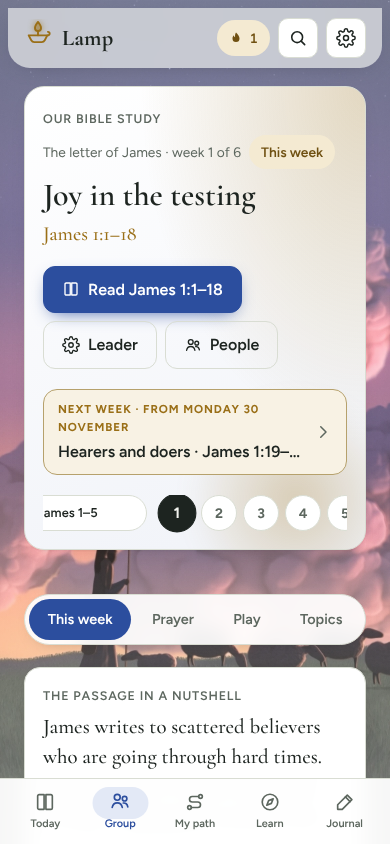 Lamp
1
OUR BIBLE STUDY
The letter of James · week 1 of 6
This week
Joy in the testing
James 1:1–18
Read James 1:1–18
Leader
People
NEXT WEEK · FROM MONDAY 30
NOVEMBER
Hearers and doers · James 1:19–...
ames 1–5
1
2
3
4
5
This week
Prayer
Play
Topics
THE PASSAGE IN A NUTSHELL
James writes to scattered believers
who are going through hard times.
Today
Group
My path
Learn
Journal